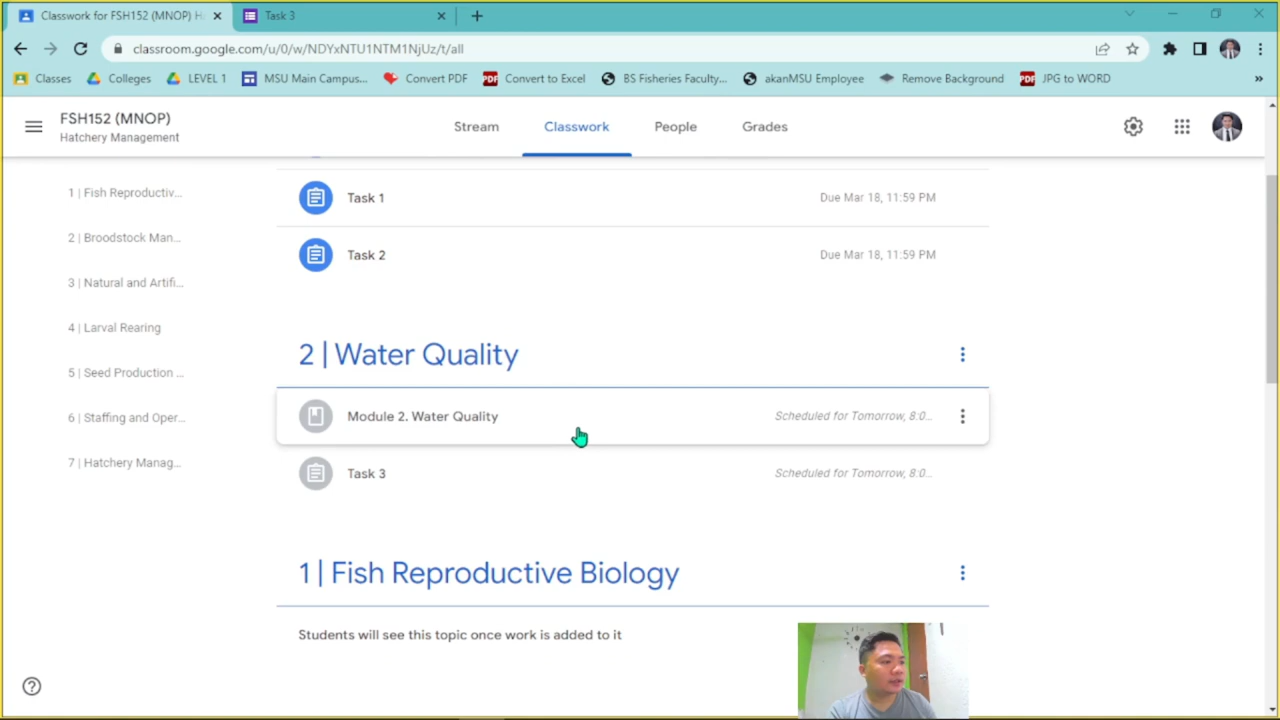 Classwork for FSH152 (MNOP) H
Task 3
classroom.google.com/u/0/w/NDYxNTU1NTM1NjUz/t/all
Classes
Colleges
LEVEL 1
MSU Main Campus...
Convert PDF
Convert to Excel
BS Fisheries Faculty...
akanMSU Employee
Remove Background
JPG to WORD
FSH152 (MNOP)
Hatchery Management
Stream
Classwork
People
Grades
1 | Fish Reproductiv...
2 | Broodstock Man...
3 | Natural and Artifi...
4 | Larval Rearing
5 | Seed Production ...
6 | Staffing and Oper...
7 | Hatchery Manag...
Task 1
Due Mar 18, 11:59 PM
Task 2
Due Mar 18, 11:59 PM
2 | Water Quality
Module 2. Water Quality
Scheduled for Tomorrow, 8:0...
Task 3
Scheduled for Tomorrow, 8:0...
1 | Fish Reproductive Biology
Students will see this topic once work is added to it